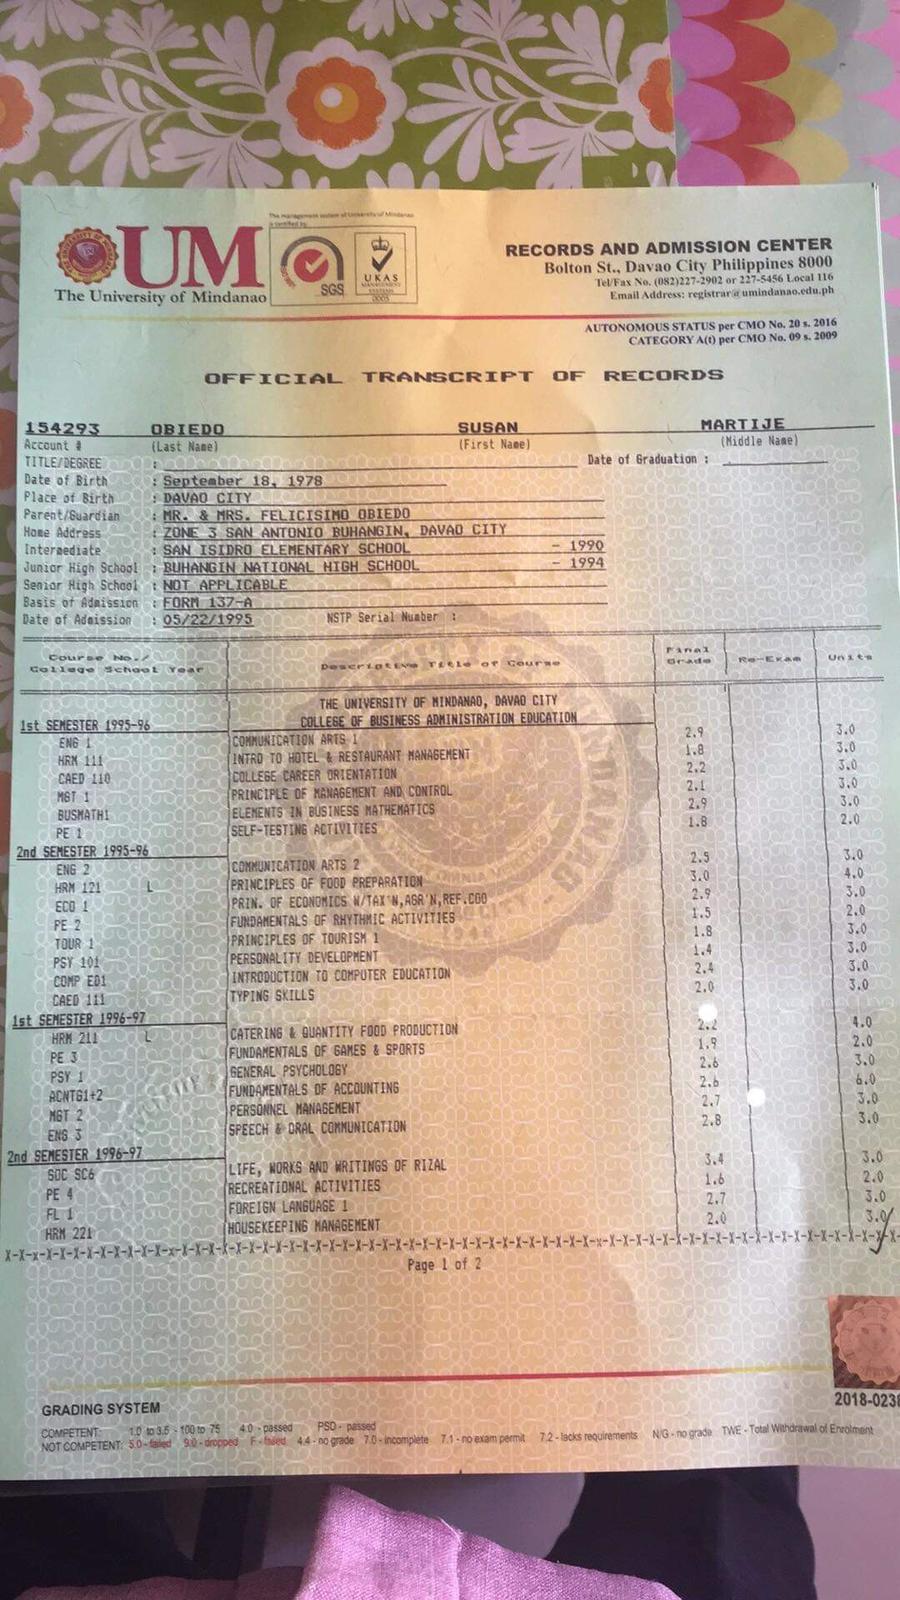 The management system of University of Mindanao
is certified by:
UM
The University of Mindanao
SGS
UKAS
MANAGEMENT
SYSTEMS
0005
RECORDS AND ADMISSION CENTER
Bolton St., Davao City Philippines 8000
Tel/Fax No. (082)227-2902 or 227-5456 Local 116
Email Address: registrar@umindanao.edu.ph
AUTONOMOUS STATUS per CMO No. 20 s. 2016
CATEGORY A(t) per CMO No. 09 s. 2009
OFFICIAL TRANSCRIPT OF RECORDS
154293 OBIEDO SUSAN MARTIJE
Account # (Last Name) (First Name) (Middle Name)
TITLE/DEGREE : Date of Graduation :
Date of Birth : September 18, 1978
Place of Birth : DAVAO CITY
Parent/Guardian : MR. & MRS. FELICISIMO OBIEDO
Home Address : ZONE 3 SAN ANTONIO BUHANGIN, DAVAO CITY
Intermediate : SAN ISIDRO ELEMENTARY SCHOOL - 1990
Junior High School : BUHANGIN NATIONAL HIGH SCHOOL - 1994
Senior High School : NOT APPLICABLE
Basis of Admission : FORM 137-A
Date of Admission : 05/22/1995 NSTP Serial Number :
Course No./ College School Year Descriptive Title of Course Final Grade Re-Exam Units
THE UNIVERSITY OF MINDANAO, DAVAO CITY
1st SEMESTER 1995-96 COLLEGE OF BUSINESS ADMINISTRATION EDUCATION
ENG 1 COMMUNICATION ARTS 1 2.9 3.0
HRM 111 INTRO TO HOTEL & RESTAURANT MANAGEMENT 1.8 3.0
CAED 110 COLLEGE CAREER ORIENTATION 2.2 3.0
MGT 1 PRINCIPLE OF MANAGEMENT AND CONTROL 2.1 3.0
BUSMATH1 ELEMENTS IN BUSINESS MATHEMATICS 2.9 3.0
PE 1 SELF-TESTING ACTIVITIES 1.8 2.0
2nd SEMESTER 1995-96
ENG 2 COMMUNICATION ARTS 2 2.5 3.0
HRM 121 L PRINCIPLES OF FOOD PREPARATION 3.0 4.0
ECO 1 PRIN. OF ECONOMICS W/TAX'N,AGR'N,REF.COO 2.9 3.0
PE 2 FUNDAMENTALS OF RHYTHMIC ACTIVITIES 1.5 2.0
TOUR 1 PRINCIPLES OF TOURISM 1 1.8 3.0
PSY 101 PERSONALITY DEVELOPMENT 1.4 3.0
COMP ED1 INTRODUCTION TO COMPUTER EDUCATION 2.4 3.0
CAED 111 TYPING SKILLS 2.0 3.0
1st SEMESTER 1996-97
HRM 211 L CATERING & QUANTITY FOOD PRODUCTION 2.2 4.0
PE 3 FUNDAMENTALS OF GAMES & SPORTS 1.9 2.0
PSY 1 GENERAL PSYCHOLOGY 2.6 3.0
ACNTG1+2 FUNDAMENTALS OF ACCOUNTING 2.6 6.0
MGT 2 PERSONNEL MANAGEMENT 2.7 3.0
ENG 3 SPEECH & ORAL COMMUNICATION 2.8 3.0
2nd SEMESTER 1996-97
SOC SC6 LIFE, WORKS AND WRITINGS OF RIZAL 3.4 3.0
PE 4 RECREATIONAL ACTIVITIES 1.6 2.0
FL 1 FOREIGN LANGUAGE 1 2.7 3.0
HRM 221 HOUSEKEEPING MANAGEMENT 2.0 3.0
Page 1 of 2
2018-0238
GRADING SYSTEM
COMPETENT: 1.0 to 3.5 - 100 to 75 4.0 - passed PSD - passed
NOT COMPETENT: 5.0 - failed 9.0 - dropped F - failed 4.4 - no grade 7.0 - incomplete 7.1 - no exam permit 7.2 - lacks requirements N/G - no grade TWE - Total Withdrawal of Enrolment